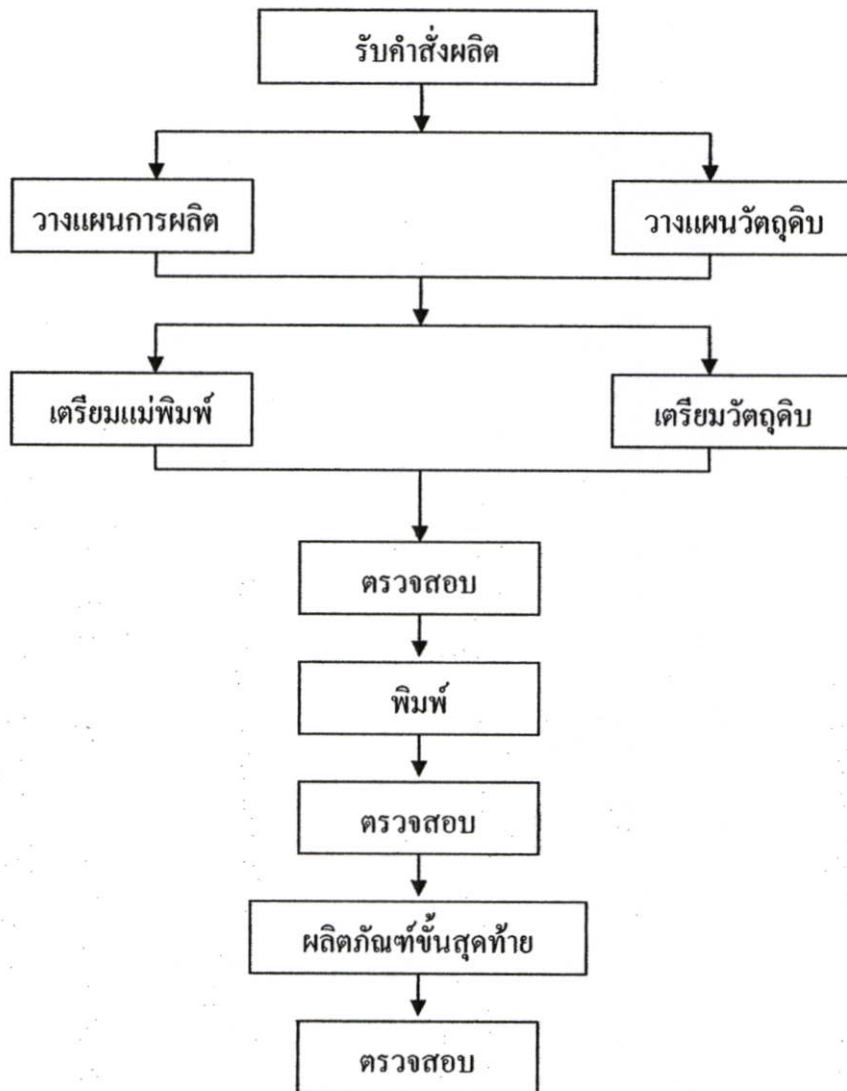 รับคำสั่งผลิต
วางแผนการผลิต
วางแผนวัตถุดิบ
เตรียมแม่พิมพ์
เตรียมวัตถุดิบ
ตรวจสอบ
พิมพ์
ตรวจสอบ
ผลิตภัณฑ์ขั้นสุดท้าย
ตรวจสอบ